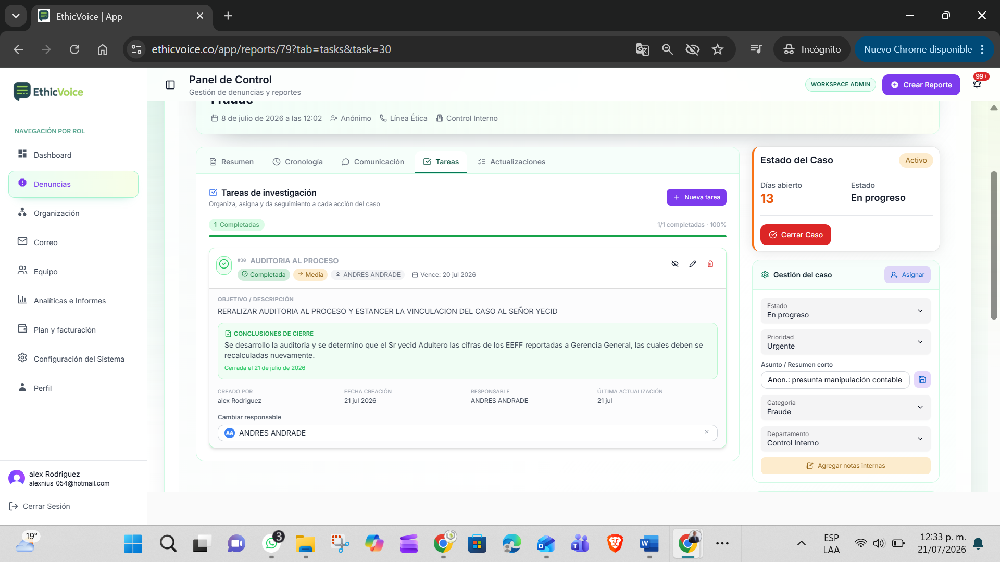 EthicVoice | App
ethicvoice.co/app/reports/79?tab=tasks&task=30
Incógnito
Nuevo Chrome disponible
EthicVoice
Panel de Control
Gestión de denuncias y reportes
WORKSPACE ADMIN
Crear Reporte
99+
NAVEGACIÓN POR ROL
Dashboard
Denuncias
Organización
Correo
Equipo
Analíticas e Informes
Plan y facturación
Configuración del Sistema
Perfil
alex Rodriguez
alexnius_054@hotmail.com
Cerrar Sesión
Fraude
8 de julio de 2026 a las 12:02
Anónimo
Línea Ética
Control Interno
Resumen
Cronología
Comunicación
Tareas
Actualizaciones
Tareas de investigación
Organiza, asigna y da seguimiento a cada acción del caso
Nueva tarea
1 Completadas
1/1 completadas · 100%
#30 AUDITORIA AL PROCESO
Completada
Media
ANDRES ANDRADE
Vence: 20 jul 2026
OBJETIVO / DESCRIPCIÓN
RERALIZAR AUDITORIA AL PROCESO Y ESTANCER LA VINCULACION DEL CASO AL SEÑOR YECID
CONCLUSIONES DE CIERRE
Se desarrollo la auditoria y se determino que el Sr yecid Adultero las cifras de los EEFF reportadas a Gerencia General, las cuales deben se
recalculadas nuevamente.
Cerrada el 21 de julio de 2026
CREADO POR
alex Rodriguez
FECHA CREACIÓN
21 jul 2026
RESPONSABLE
ANDRES ANDRADE
ÚLTIMA ACTUALIZACIÓN
21 jul
Cambiar responsable
AA ANDRES ANDRADE
Estado del Caso
Activo
Días abierto
13
Estado
En progreso
Cerrar Caso
Gestión del caso
Asignar
Estado
En progreso
Prioridad
Urgente
Asunto / Resumen corto
Anon.: presunta manipulación contable
Categoría
Fraude
Departamento
Control Interno
Agregar notas internas
19°
3
ESP
LAA
12:33 p. m.
21/07/2026